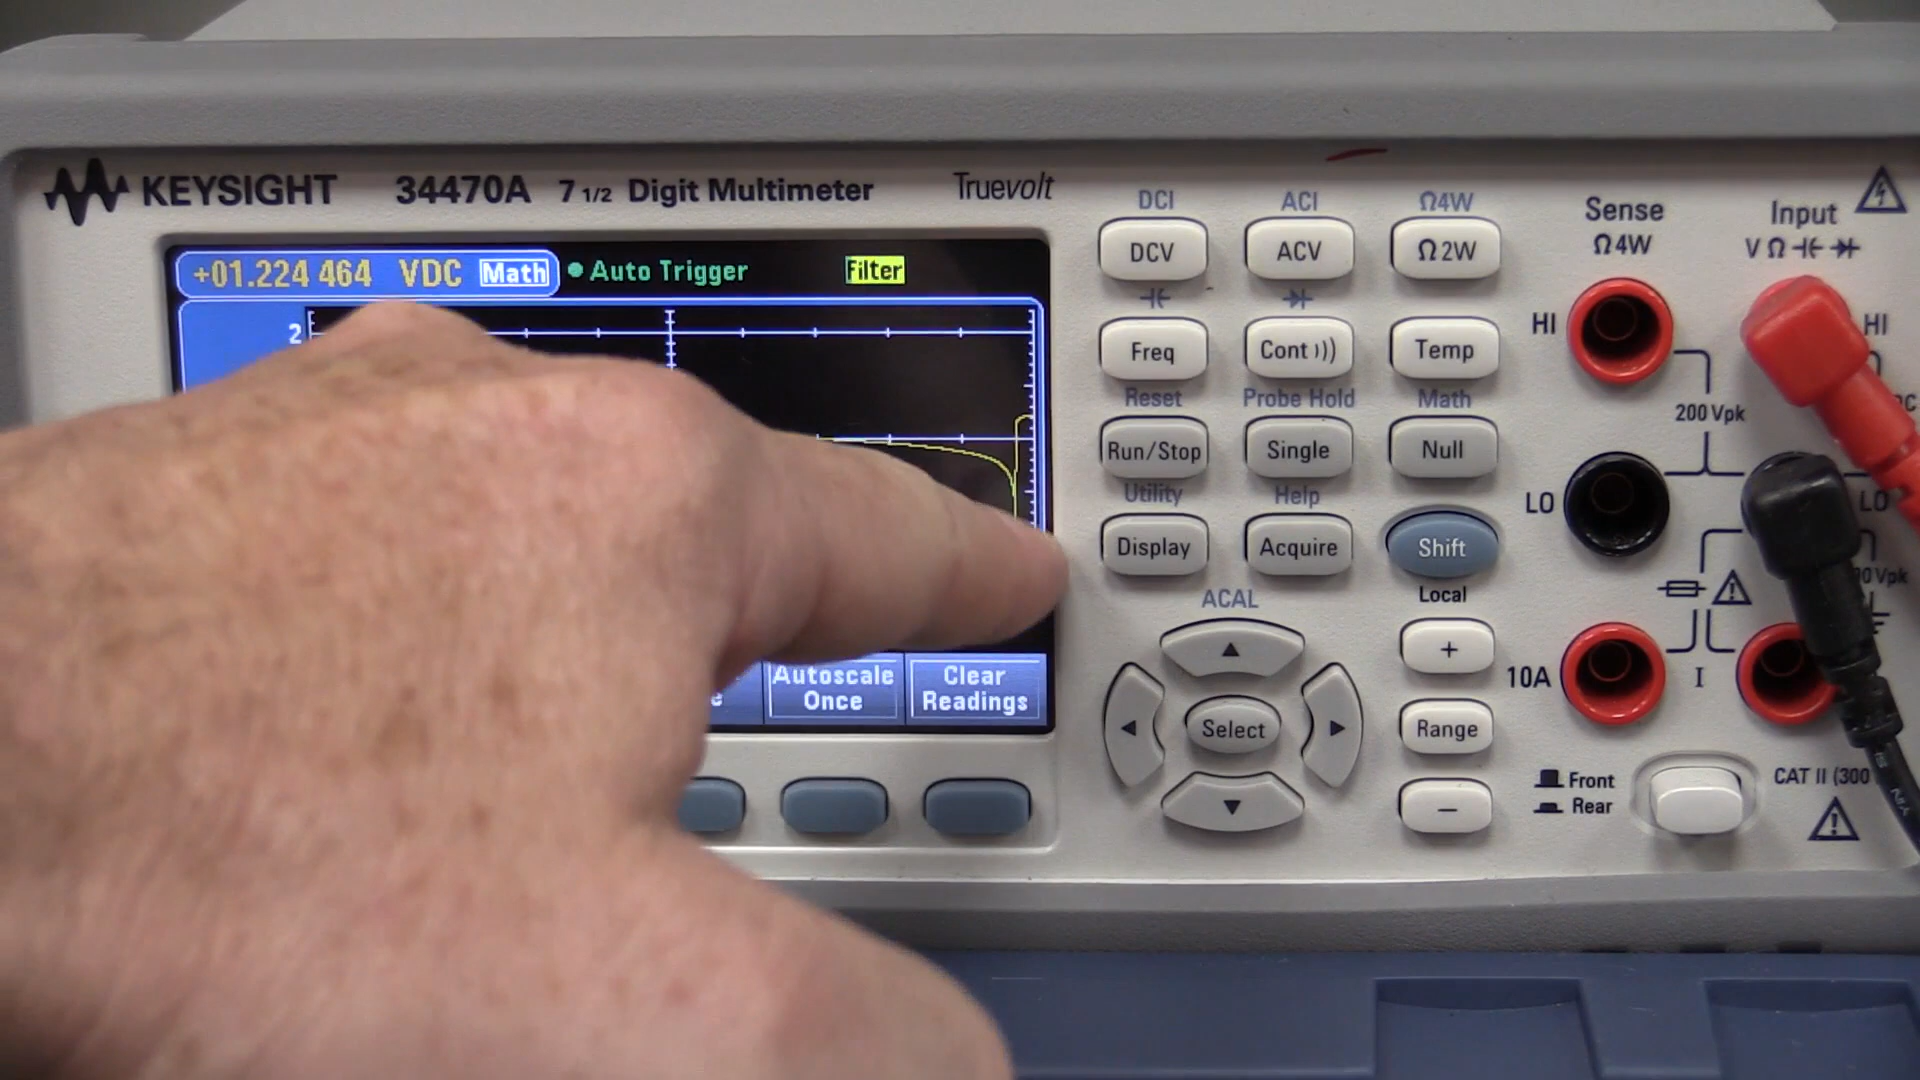 KEYSIGHT 34470A 7 1/2 Digit Multimeter Truevolt
+01.224 464 VDC Math Auto Trigger Filter
2
Autoscale Once
Clear Readings
DCI ACI Ω4W
DCV ACV Ω2W
Freq Cont Temp
Reset Probe Hold Math
Run/Stop Single Null
Utility Help
Display Acquire Shift
ACAL Local
+
Select Range
−
Sense
Ω4W
Input
V Ω
HI HI
200 Vpk
LO LO
10A I
Front
Rear
CAT II (300